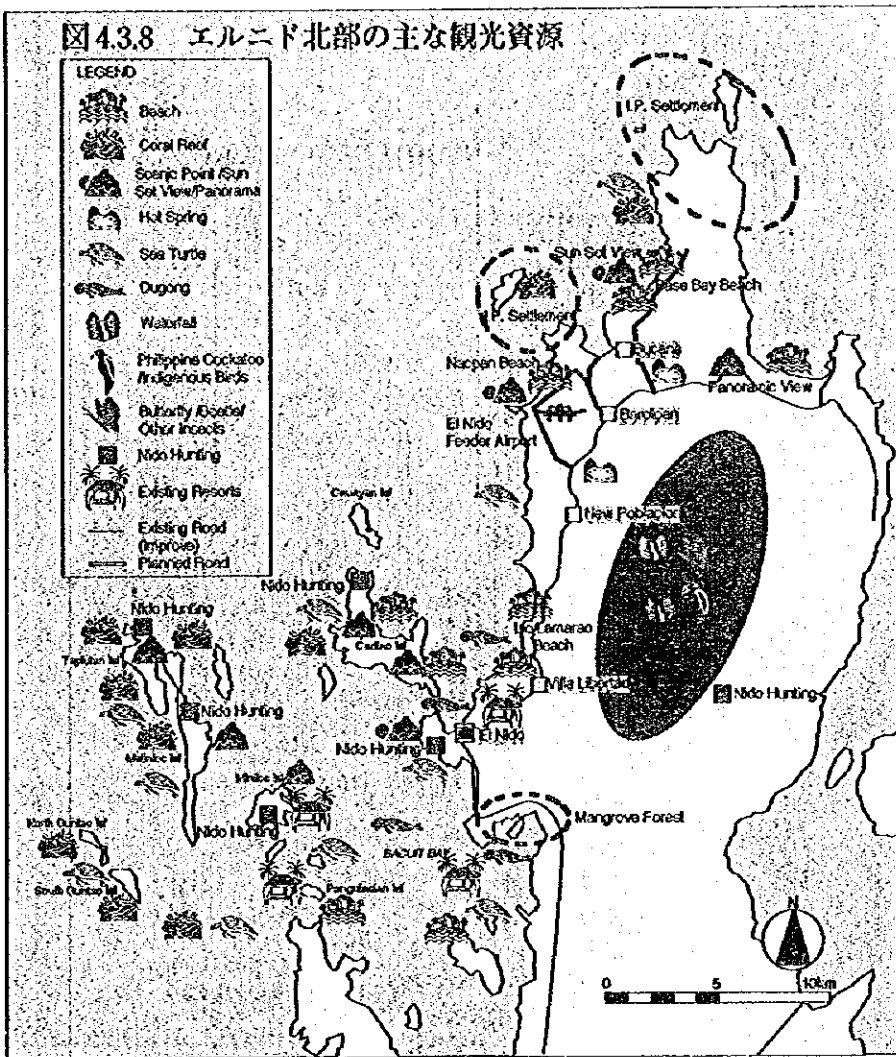 図 4.3.8 エルニド北部の主な観光資源
LEGEND
Beach
Coral Reef
Scenic Point /Sun
Set View/Panorama
Hot Spring
Sea Turtle
Dugong
Waterfall
Philippine Cockatoo
/Indigenous Birds
Butterfly /Beetle/
Other Insects
Nido Hunting
Existing Resorts
Existing Road
(Improve)
Planned Road
I.P. Settlement
Sun Set View
Bay Beach
I.P. Settlement
Nacpan Beach
Panoramic View
El Nido
Feeder Airport
New Poblacion
Nido Hunting
Nido Hunting
Cadlao Isl
Beach
Villa Libertad
Nido Hunting
Nido Hunting
Nido Hunting
El Nido
Nido Hunting
Mangrove Forest
BACUIT BAY
North Guntao Isl
South Guntao Isl
N
0 5 10km